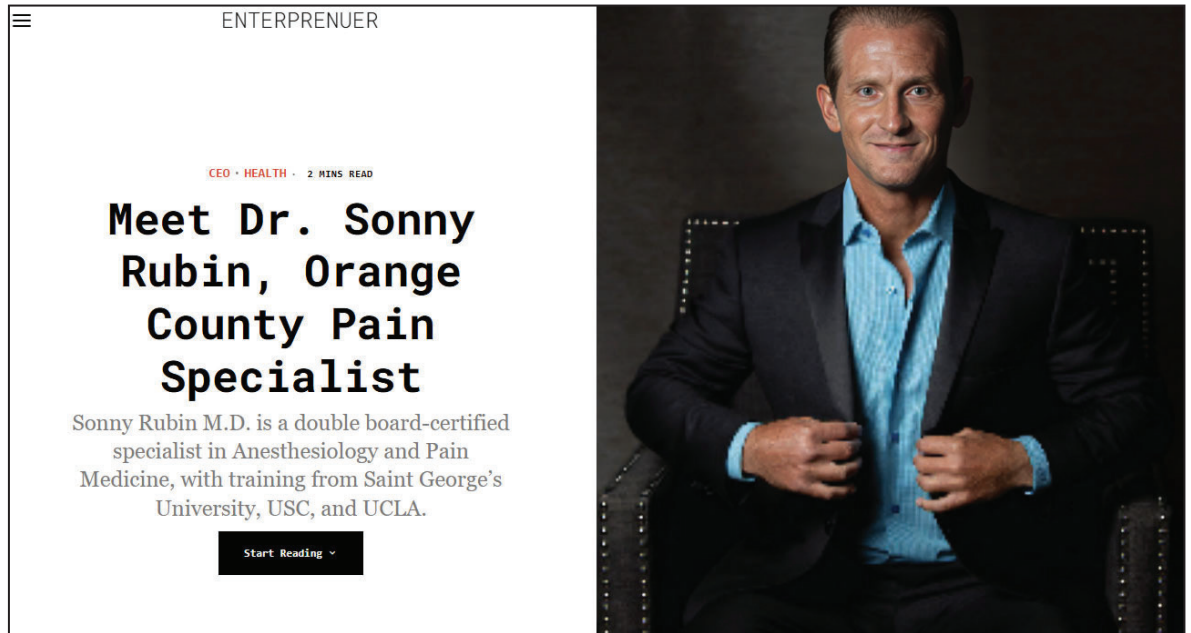 ENTERPRENUER
CEO • HEALTH • 2 MINS READ
Meet Dr. Sonny
Rubin, Orange
County Pain
Specialist
Sonny Rubin M.D. is a double board-certified
specialist in Anesthesiology and Pain
Medicine, with training from Saint George’s
University, USC, and UCLA.
Start Reading